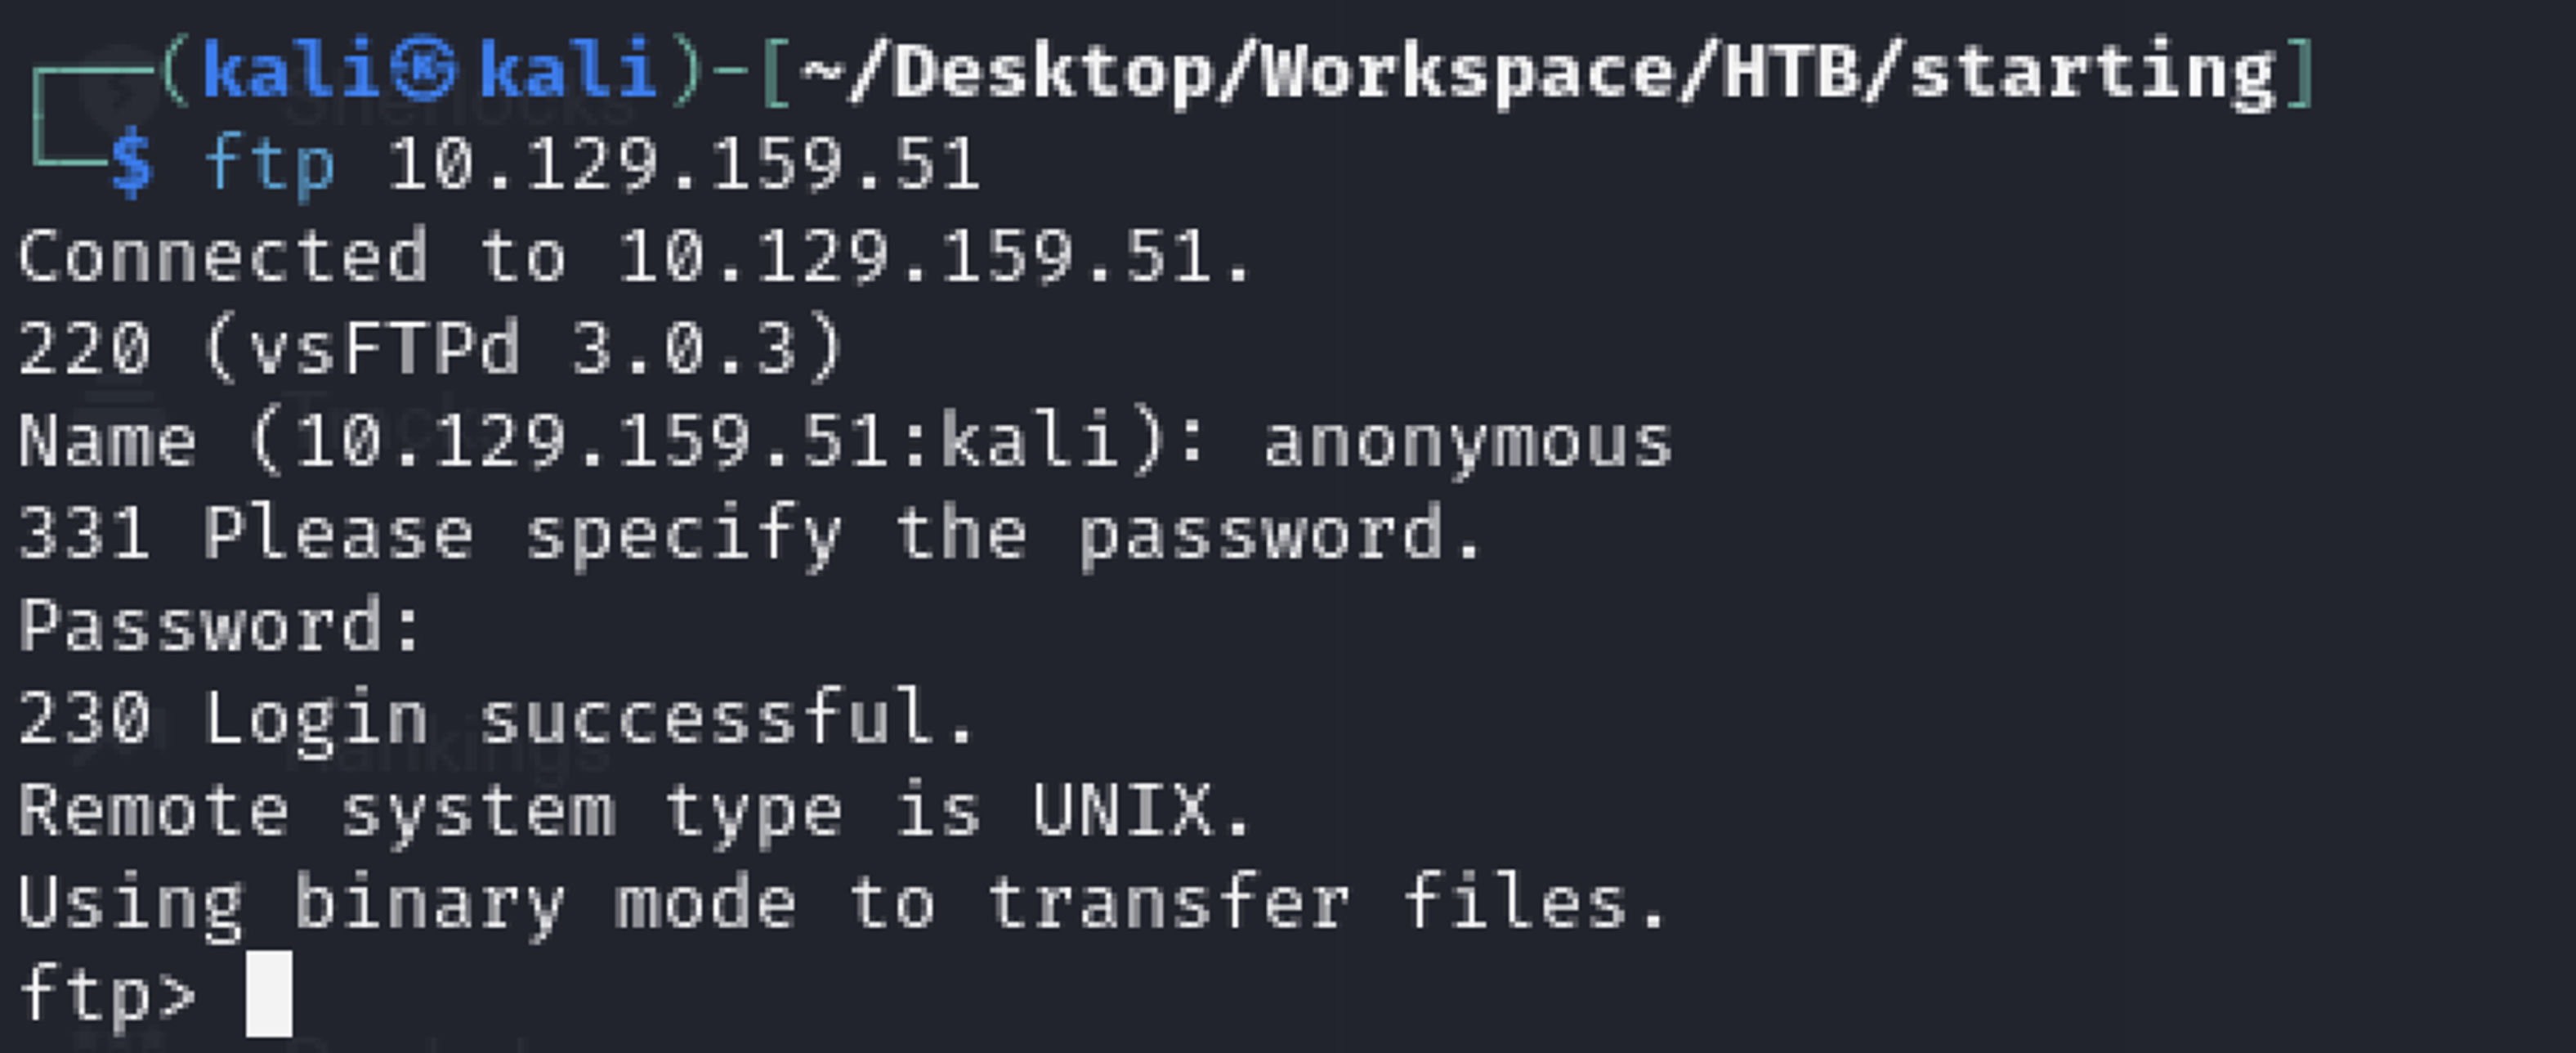 (kali㉿kali)-[~/Desktop/Workspace/HTB/starting]
$ ftp 10.129.159.51
Connected to 10.129.159.51.
220 (vsFTPd 3.0.3)
Name (10.129.159.51:kali): anonymous
331 Please specify the password.
Password:
230 Login successful.
Remote system type is UNIX.
Using binary mode to transfer files.
ftp>